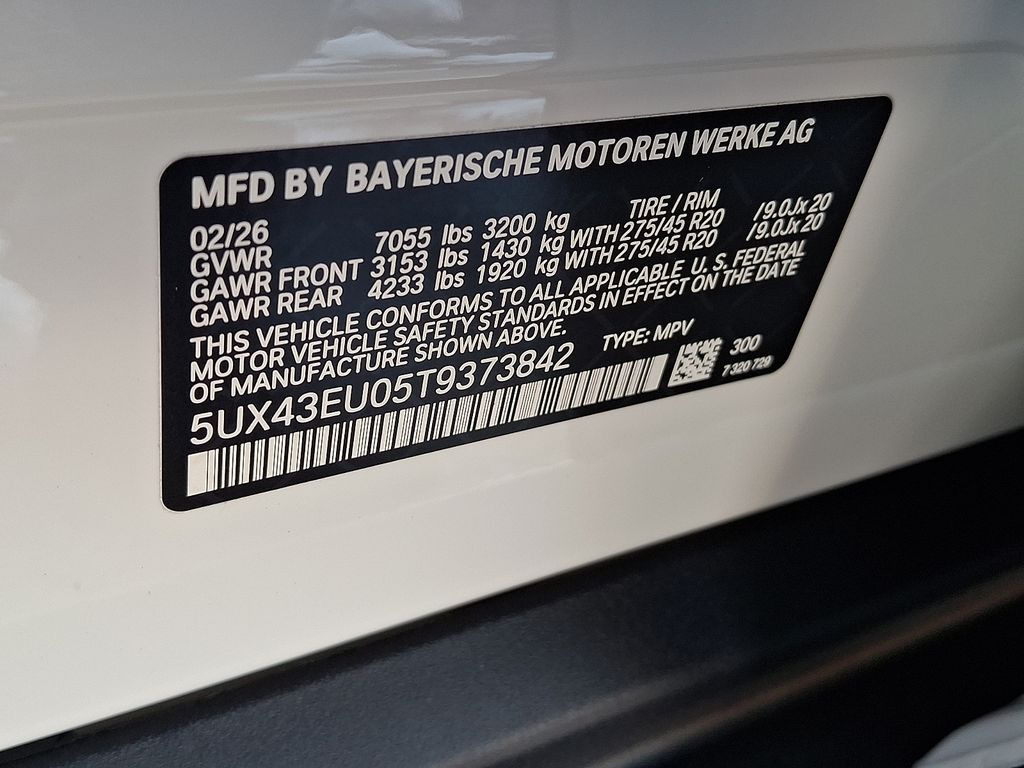 MFD BY BAYERISCHE MOTOREN WERKE AG
02/26 TIRE / RIM
GVWR 7055 lbs 3200 kg
GAWR FRONT 3153 lbs 1430 kg WITH 275/45 R20 /9.0Jx20
GAWR REAR 4233 lbs 1920 kg WITH 275/45 R20 /9.0Jx20
THIS VEHICLE CONFORMS TO ALL APPLICABLE U. S. FEDERAL
MOTOR VEHICLE SAFETY STANDARDS IN EFFECT ON THE DATE
OF MANUFACTURE SHOWN ABOVE.
TYPE: MPV
5UX43EU05T9373842
300
7 320 729